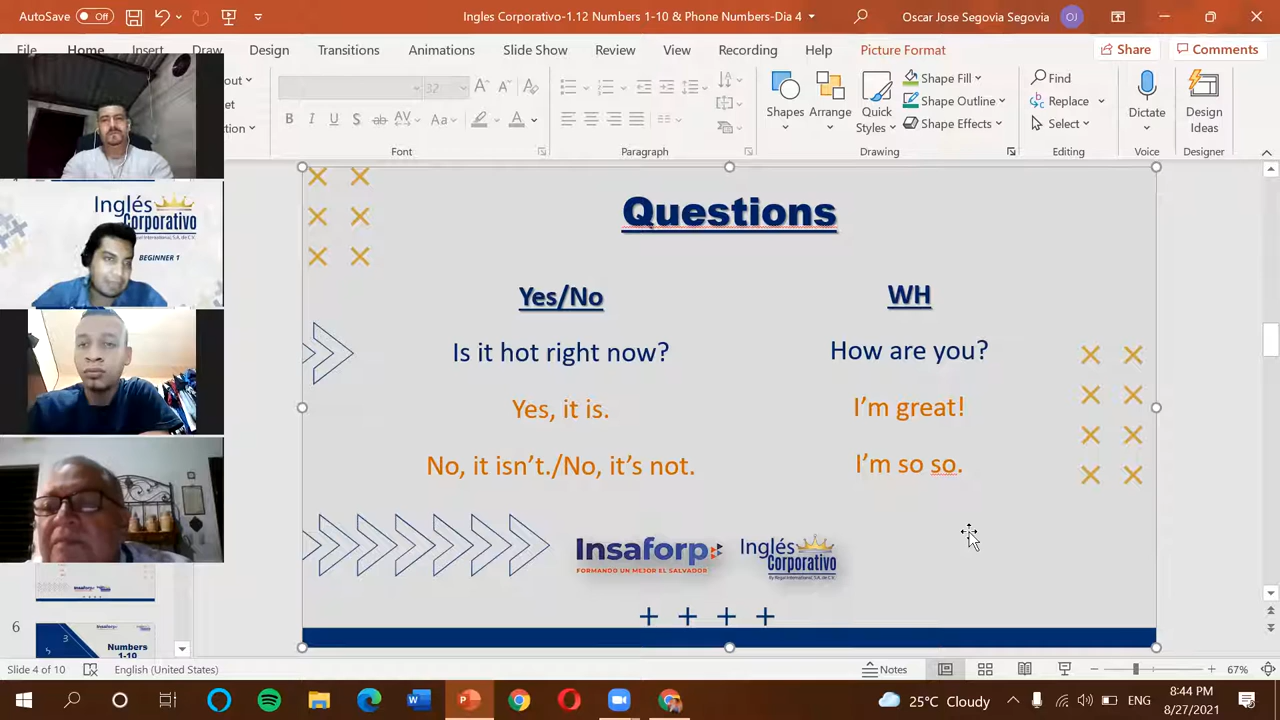 AutoSave Off Ingles Corporativo-1.12 Numbers 1-10 & Phone Numbers-Dia 4 Oscar Jose Segovia Segovia OJ
File Home Insert Draw Design Transitions Animations Slide Show Review View Recording Help Picture Format Share Comments
Shapes Arrange Quick Styles
Shape Fill
Shape Outline
Shape Effects
Find
Replace
Select
Dictate
Design Ideas
Font Paragraph Drawing Editing Voice Designer
Inglés
Corporativo
BEGINNER 1
Questions
Yes/No
Is it hot right now?
Yes, it is.
No, it isn't./No, it's not.
WH
How are you?
I'm great!
I'm so so.
Insaforp
FORMANDO UN MEJOR EL SALVADOR
Inglés
Corporativo
By Regal International, S.A. de C.V.
6
Numbers
1-10
Slide 4 of 10 English (United States) Notes 67%
25°C Cloudy ENG 8:44 PM
8/27/2021